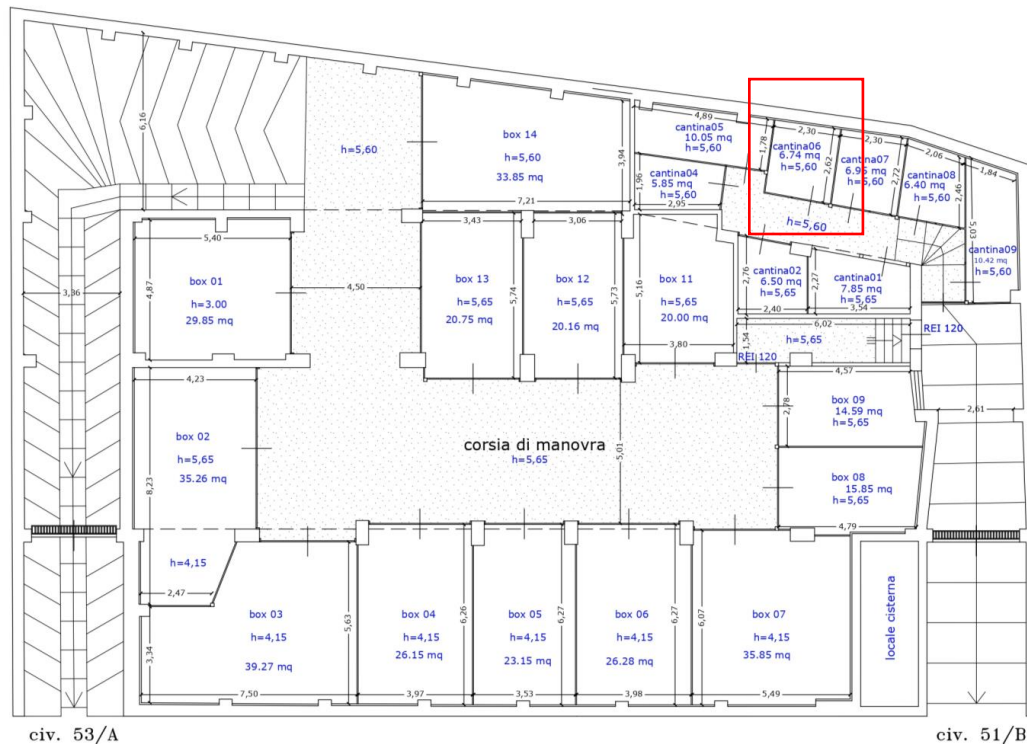 6,16
h=5,60
box 14
h=5,60
33.85 mq
3,94
7,21
4,89
cantina05
10.05 mq
h=5,60
1,78
2,30
cantina06
6.74 mq
h=5,60
2,62
2,30
cantina07
6.95 mq
h=5,60
2,72
2,06
cantina08
6.40 mq
h=5,60
2,46
1,84
cantina04
5.85 mq
h=5,60
1,96
2,95
h=5,60
5,03
cantina09
10.42 mq
h=5,60
5,40
box 01
h=3.00
29.85 mq
4,87
3,36
4,50
3,43
box 13
h=5,65
20.75 mq
5,74
3,06
box 12
h=5,65
20.16 mq
5,73
box 11
h=5,65
20.00 mq
5,16
3,80
cantina02
6.50 mq
h=5,65
2,76
2,40
cantina01
7.85 mq
h=5,65
2,27
3,54
6,02
h=5,65
1,54
REI 120
REI 120
4,23
box 02
h=5,65
35.26 mq
8,23
corsia di manovra
h=5,65
5,01
4,57
box 09
14.59 mq
h=5,65
2,78
2,61
box 08
15.85 mq
h=5,65
4,79
h=4,15
2,47
box 03
h=4,15
39.27 mq
3,34
5,63
7,50
box 04
h=4,15
26.15 mq
6,26
3,97
box 05
h=4,15
23.15 mq
6,27
3,53
box 06
h=4,15
26.28 mq
6,27
3,98
box 07
h=4,15
35.85 mq
6,07
5,49
locale cisterna
civ. 53/A
civ. 51/B